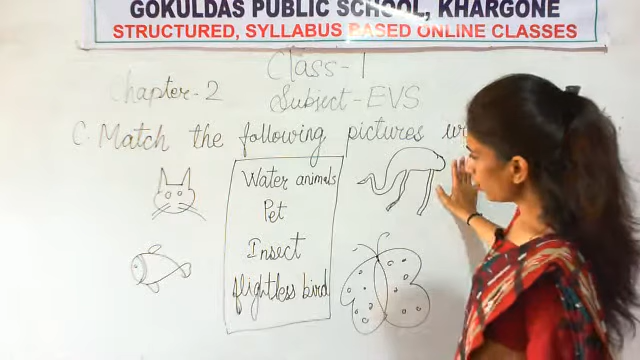 GOKULDAS PUBLIC SCHOOL, KHARGONE
STRUCTURED, SYLLABUS BASED ONLINE CLASSES
Class-1
Chapter-2
Subject-EVS
C. Match the following pictures
Water animals
Pet
Insect
flightless bird